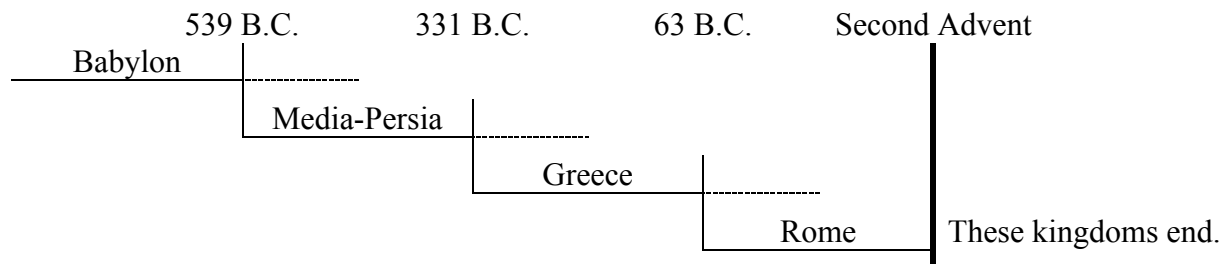 539 B.C. 331 B.C. 63 B.C. Second Advent
Babylon
Media-Persia
Greece
Rome These kingdoms end.